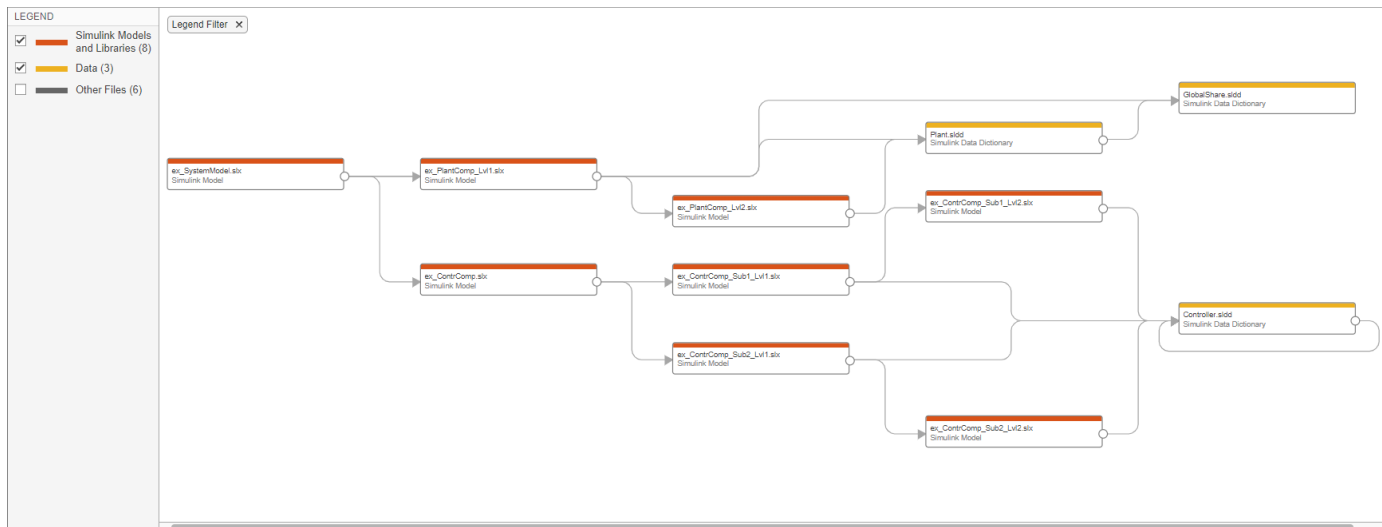 LEGEND
Simulink Models
and Libraries (8)
Data (3)
Other Files (6)
Legend Filter ×
GlobalShare.sldd
Simulink Data Dictionary
Plant.sldd
Simulink Data Dictionary
ex_SystemModel.slx
Simulink Model
ex_PlantComp_Lvl1.slx
Simulink Model
ex_PlantComp_Lvl2.slx
Simulink Model
ex_ContrComp_Sub1_Lvl2.slx
Simulink Model
ex_ContrComp.slx
Simulink Model
ex_ContrComp_Sub1_Lvl1.slx
Simulink Model
Controller.sldd
Simulink Data Dictionary
ex_ContrComp_Sub2_Lvl1.slx
Simulink Model
ex_ContrComp_Sub2_Lvl2.slx
Simulink Model